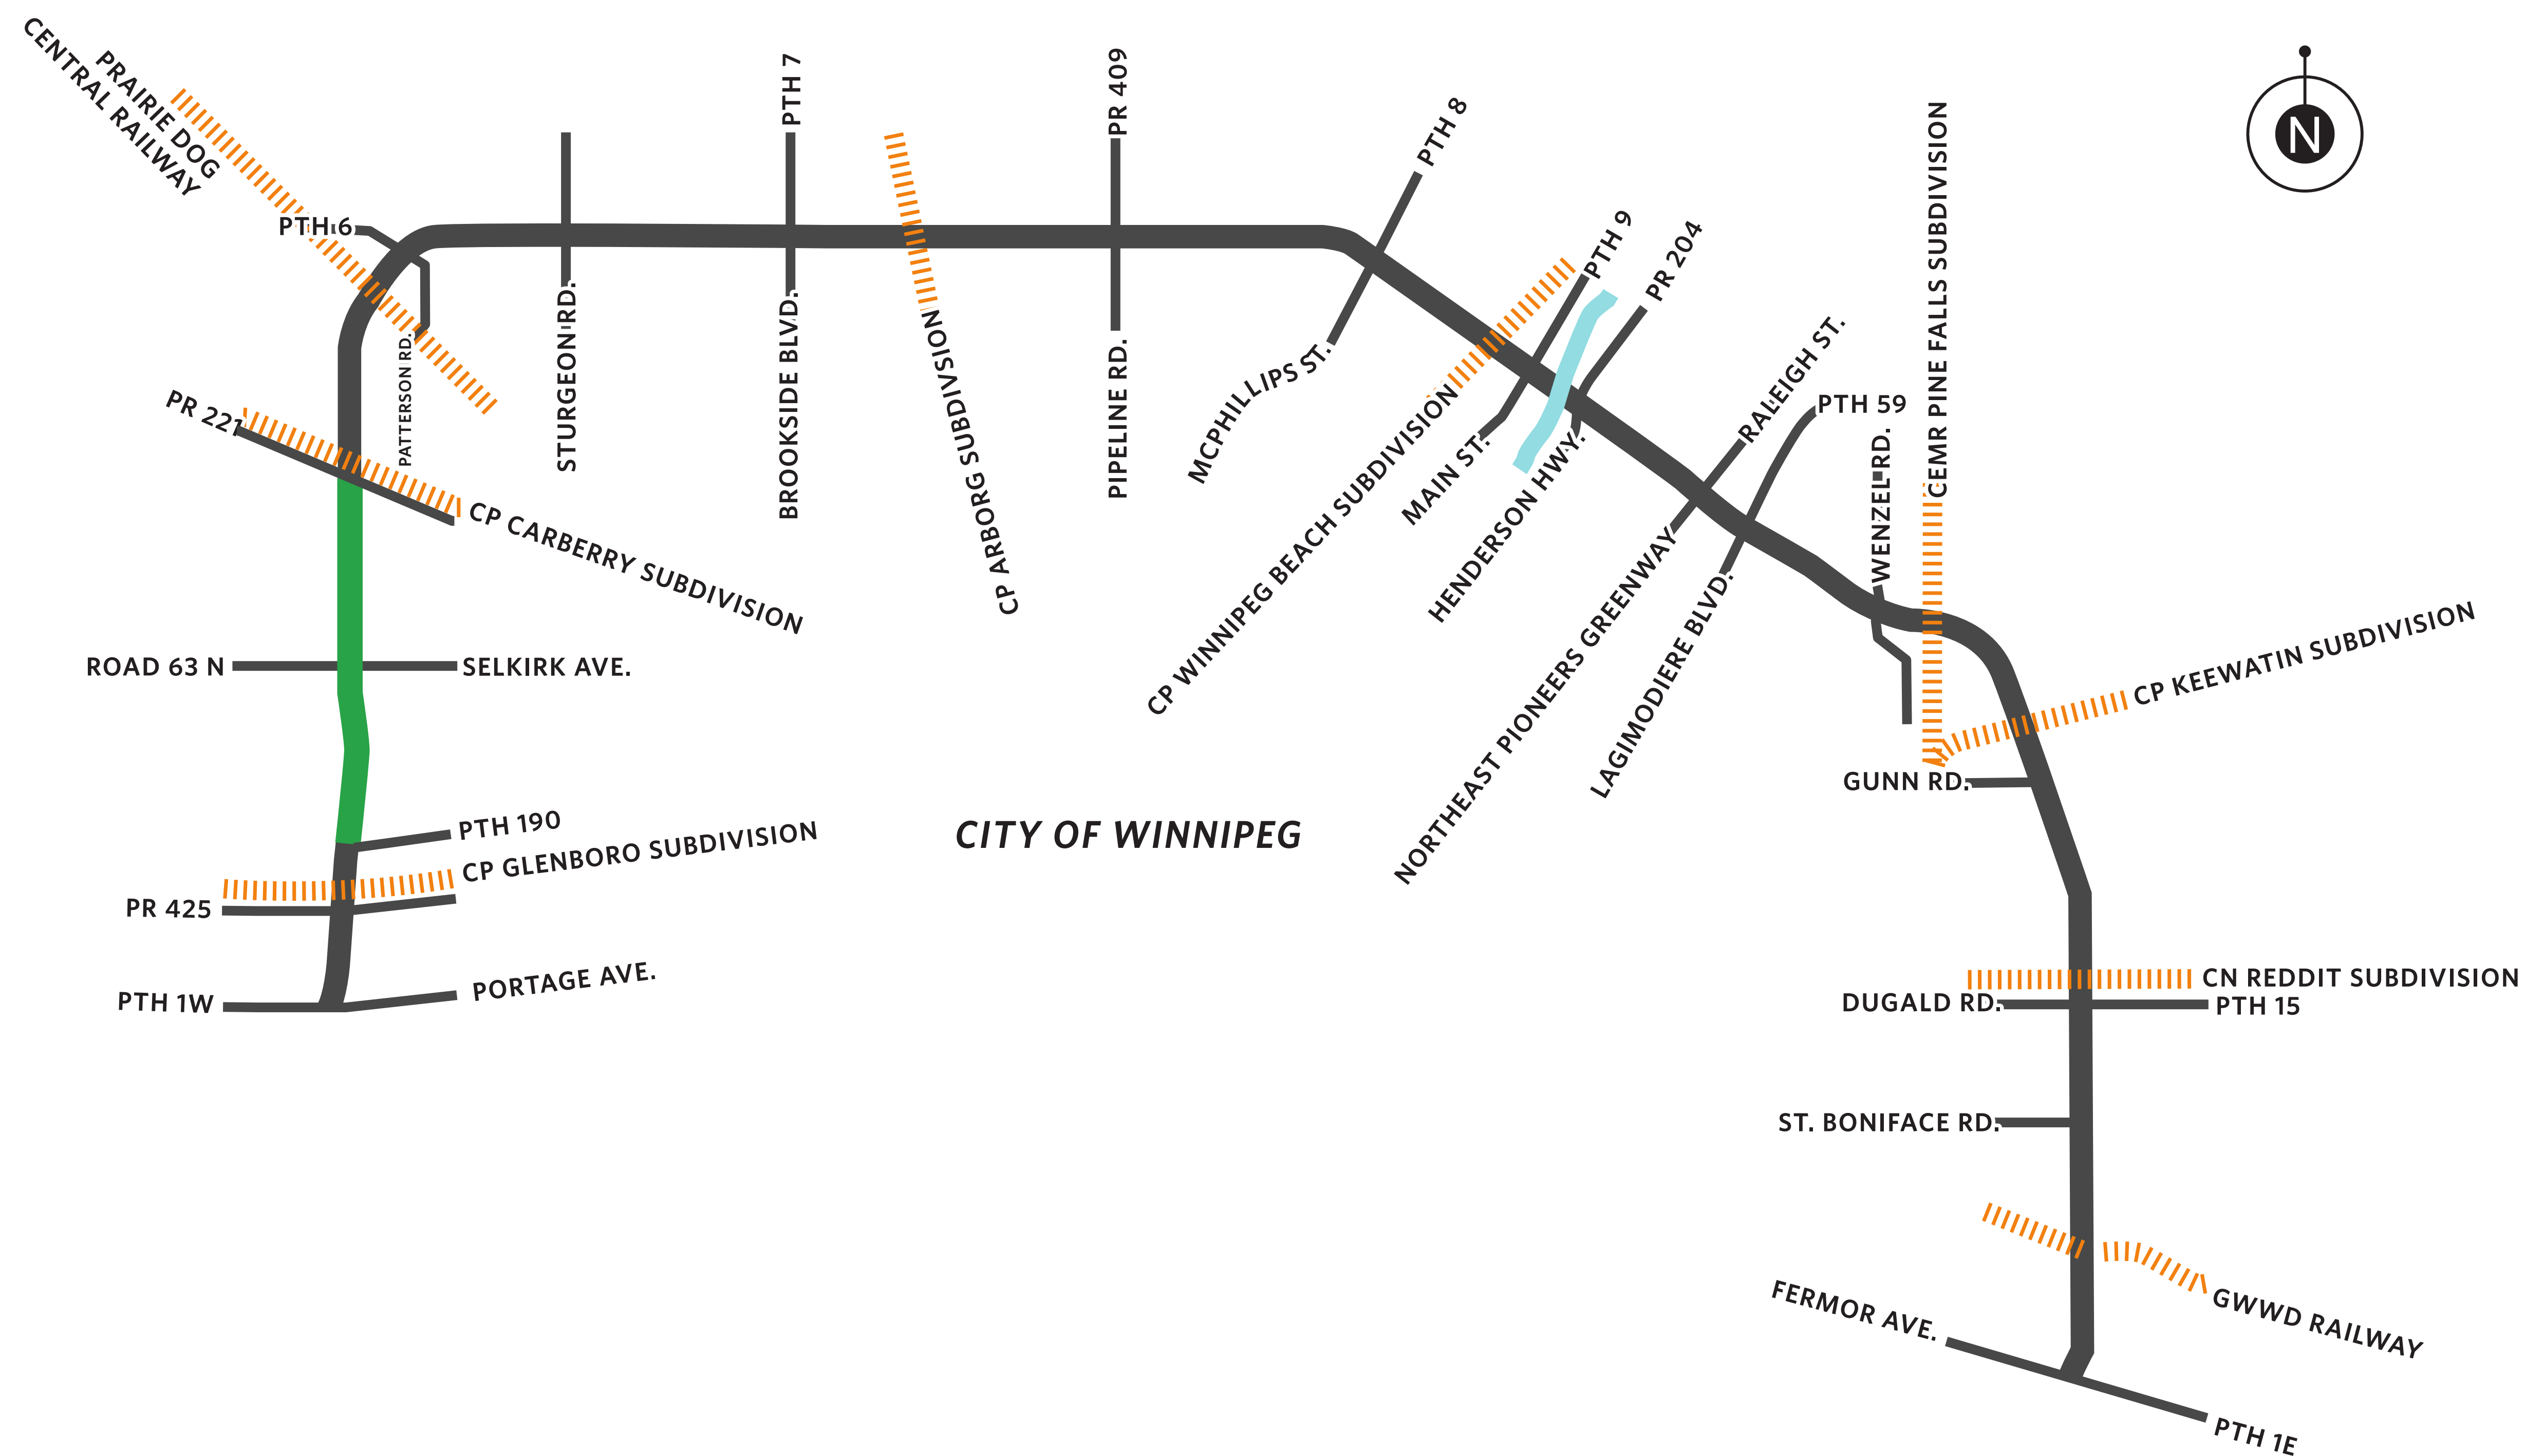 PRAIRIE DOG
CENTRAL RAILWAY
PTH 6
PATTERSON RD.
PTH 7
STURGEON RD.
BROOKSIDE BLVD.
CP ARBORG SUBDIVISION
PR 409
PIPELINE RD.
PTH 8
MCPHILLIPS ST.
CP WINNIPEG BEACH SUBDIVISION
PTH 9
MAIN ST.
PR 204
HENDERSON HWY.
RALEIGH ST.
NORTHEAST PIONEERS GREENWAY
PTH 59
LAGIMODIERE BLVD.
WENZEL RD.
CEMR PINE FALLS SUBDIVISION
N
PR 221
CP CARBERRY SUBDIVISION
ROAD 63 N
SELKIRK AVE.
CP KEEWATIN SUBDIVISION
GUNN RD.
PTH 190
CITY OF WINNIPEG
CP GLENBORO SUBDIVISION
PR 425
PTH 1W
PORTAGE AVE.
CN REDDIT SUBDIVISION
DUGALD RD.
PTH 15
ST. BONIFACE RD.
GWWD RAILWAY
FERMOR AVE.
PTH 1E